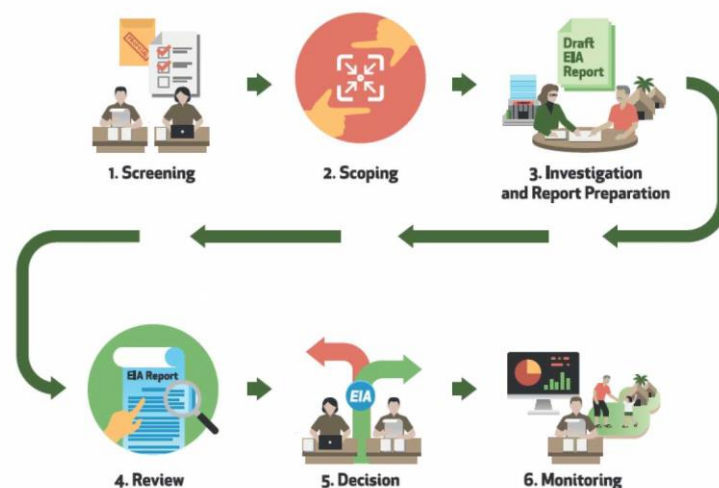 Draft
EIA
Report
1. Screening
2. Scoping
3. Investigation
and Report Preparation
EIA Report
EIA
4. Review
5. Decision
6. Monitoring